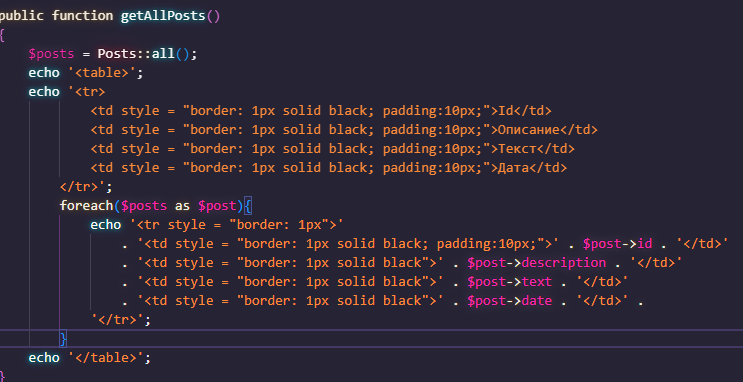 public function getAllPosts()
{
$posts = Posts::all();
echo '<table>';
echo '<tr>
<td style = "border: 1px solid black; padding:10px;">Id</td>
<td style = "border: 1px solid black; padding:10px;">Описание</td>
<td style = "border: 1px solid black; padding:10px;">Текст</td>
<td style = "border: 1px solid black; padding:10px;">Дата</td>
</tr>';
foreach($posts as $post){
echo '<tr style = "border: 1px">'
. '<td style = "border: 1px solid black; padding:10px;">' . $post->id . '</td>'
. '<td style = "border: 1px solid black">' . $post->description . '</td>'
. '<td style = "border: 1px solid black">' . $post->text . '</td>'
. '<td style = "border: 1px solid black">' . $post->date . '</td>' .
'</tr>';
}
echo '</table>';
}